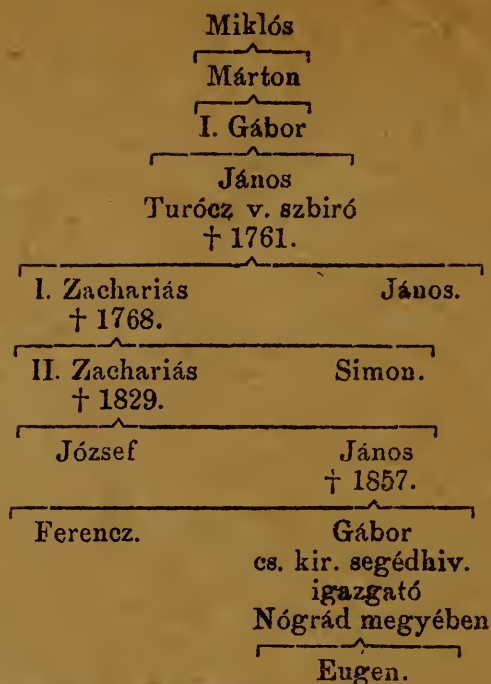 Miklós
Márton
I. Gábor
János
Turócz v. szbiró
† 1761.
I. Zachariás János.
† 1768.
II. Zachariás Simon.
† 1829.
József János
† 1857.
Ferencz. Gábor
cs. kir. segédhiv.
igazgató
Nógrád megyében
Eugen.